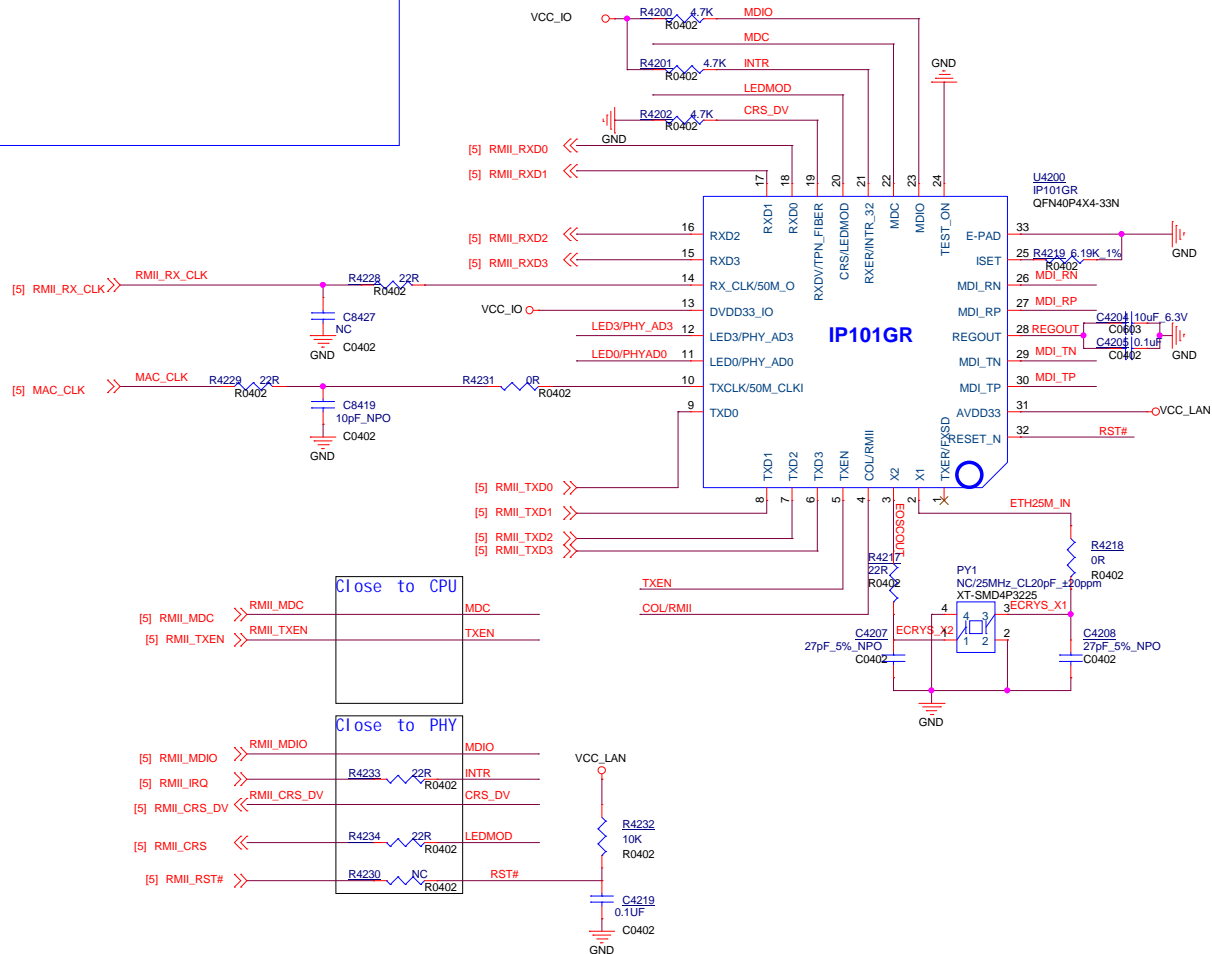 VCC_IO
R4200 4.7K
R0402
MDIO
MDC
R4201 4.7K
R0402
INTR
LEDMOD
R4202 4.7K
R0402
CRS_DV
GND
GND
[5] RMII_RXD0
[5] RMII_RXD1
[5] RMII_RXD2
[5] RMII_RXD3
17 18 19 20 21 22 23 24
RXD1
RXD0
RXDV/TPN_FIBER
CRS/LEDMOD
RXER/INTR_32
MDC
MDIO
TEST_ON
U4200
IP101GR
QFN40P4X4-33N
16 RXD2
15 RXD3
14 RX_CLK/50M_O
13 DVDD33_IO
12 LED3/PHY_AD3
11 LED0/PHY_AD0
10 TXCLK/50M_CLKI
9 TXD0
IP101GR
E-PAD 33
ISET 25
MDI_RN 26
MDI_RP 27
REGOUT 28
MDI_TN 29
MDI_TP 30
AVDD33 31
RESET_N 32
R4219 6.19K_1%
R0402
GND
MDI_RN
MDI_RP
REGOUT
C4204 10uF_6.3V
C0603
C4205 0.1uF
C0402
GND
MDI_TN
MDI_TP
VCC_LAN
RST#
[5] RMII_RX_CLK
RMII_RX_CLK
R4228 22R
R0402
C8427
NC
C0402
GND
VCC_IO
LED3/PHY_AD3
LED0/PHYAD0
[5] MAC_CLK
MAC_CLK
R4229 22R
R0402
R4231 0R
R0402
C8419
10pF_NPO
C0402
GND
TXD1
TXD2
TXD3
TXEN
COL/RMII
X2
X1
TXER/FXSD
8 7 6 5 4 3 2 1
[5] RMII_TXD0
[5] RMII_TXD1
[5] RMII_TXD2
[5] RMII_TXD3
EOSCOUT
ETH25M_IN
R4217
22R
R0402
R4218
0R
R0402
PY1
NC/25MHz_CL20pF_±20ppm
XT-SMD4P3225
4 4 3 3
1 1 2 2
ECRYS_X1
ECRYS_X2
C4207
27pF_5%_NPO
C0402
C4208
27pF_5%_NPO
C0402
GND
TXEN
COL/RMII
Close to CPU
[5] RMII_MDC
RMII_MDC
MDC
[5] RMII_TXEN
RMII_TXEN
TXEN
Close to PHY
[5] RMII_MDIO
RMII_MDIO
MDIO
[5] RMII_IRQ
R4233 22R
R0402
INTR
[5] RMII_CRS_DV
RMII_CRS_DV
CRS_DV
[5] RMII_CRS
R4234 22R
R0402
LEDMOD
[5] RMII_RST#
R4230 NC
R0402
RST#
VCC_LAN
R4232
10K
R0402
C4219
0.1UF
C0402
GND